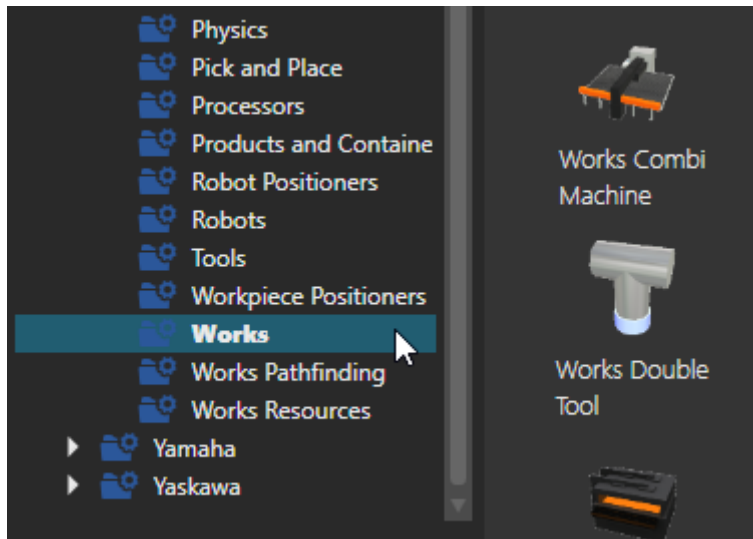 Physics
Pick and Place
Processors
Products and Containe
Robot Positioners
Robots
Tools
Workpiece Positioners
Works
Works Pathfinding
Works Resources
Yamaha
Yaskawa
Works Combi
Machine
Works Double
Tool